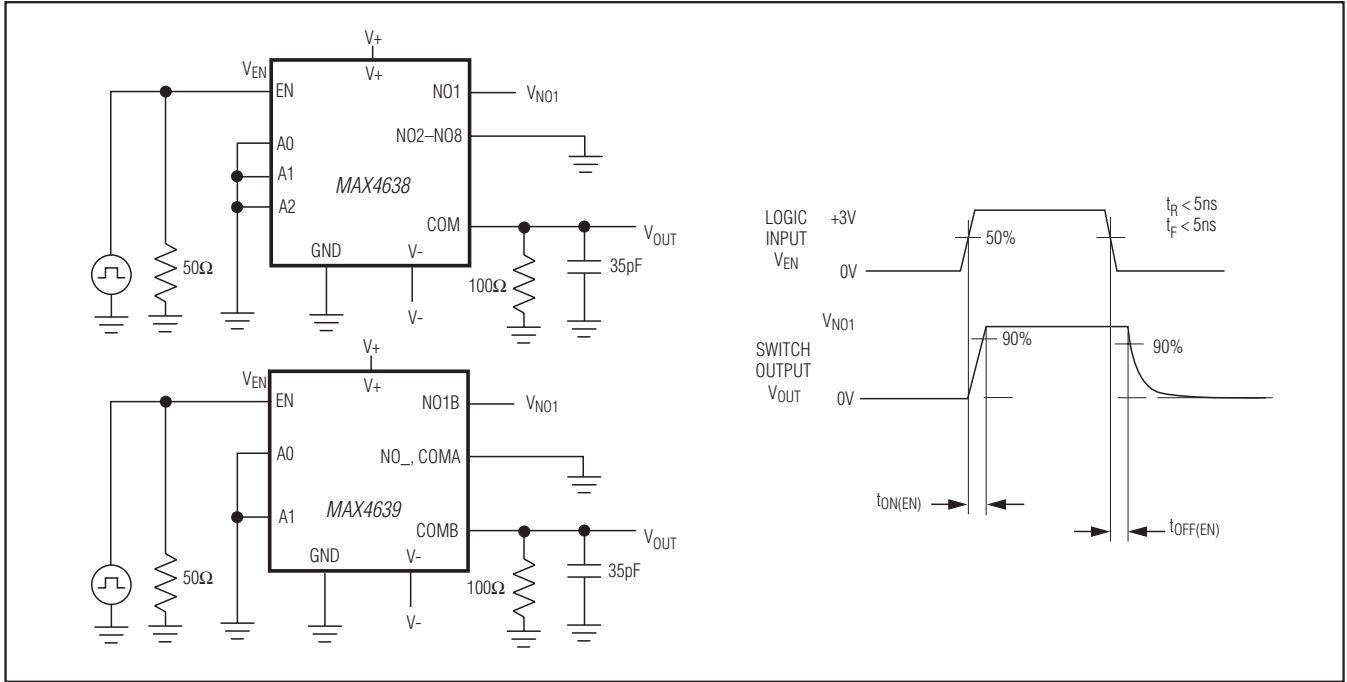 V+
V+
VEN
EN
NO1
VNO1
NO2–NO8
A0
A1
A2
MAX4638
COM
VOUT
GND
V-
V-
50Ω
100Ω
35pF
V+
V+
VEN
EN
NO1B
VNO1
A0
NO_, COMA
MAX4639
A1
COMB
VOUT
GND
V-
V-
50Ω
100Ω
35pF
LOGIC
INPUT
VEN
+3V
0V
50%
tR < 5ns
tF < 5ns
VNO1
SWITCH
OUTPUT
VOUT
0V
90%
90%
tON(EN)
tOFF(EN)